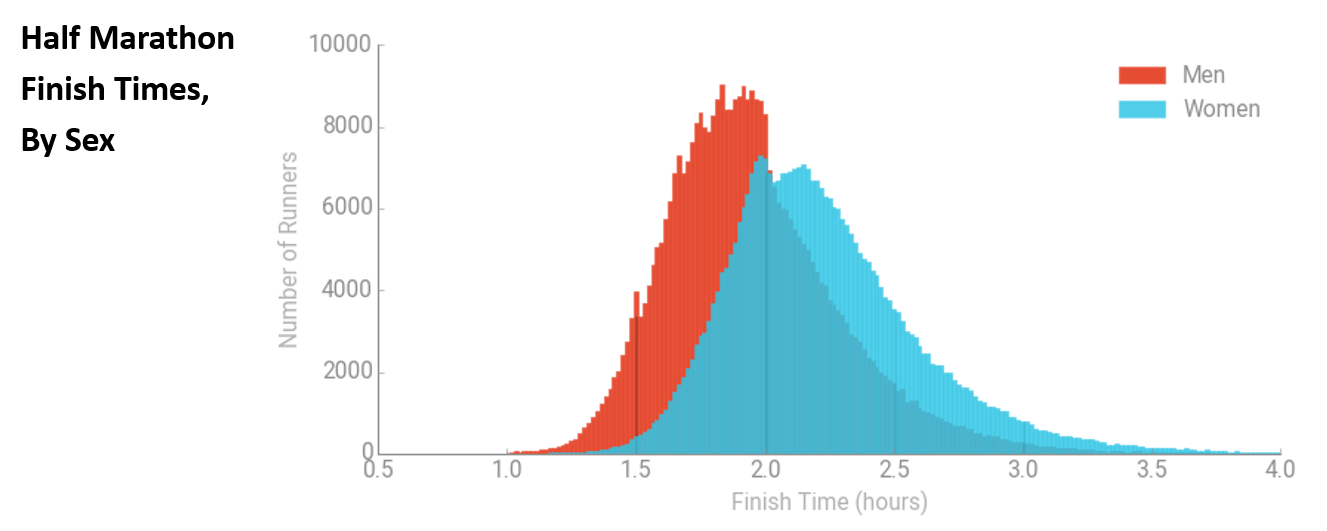 Half Marathon
Finish Times,
By Sex
Men
Women
Number of Runners
10000
8000
6000
4000
2000
0
0.5 1.0 1.5 2.0 2.5 3.0 3.5 4.0
Finish Time (hours)